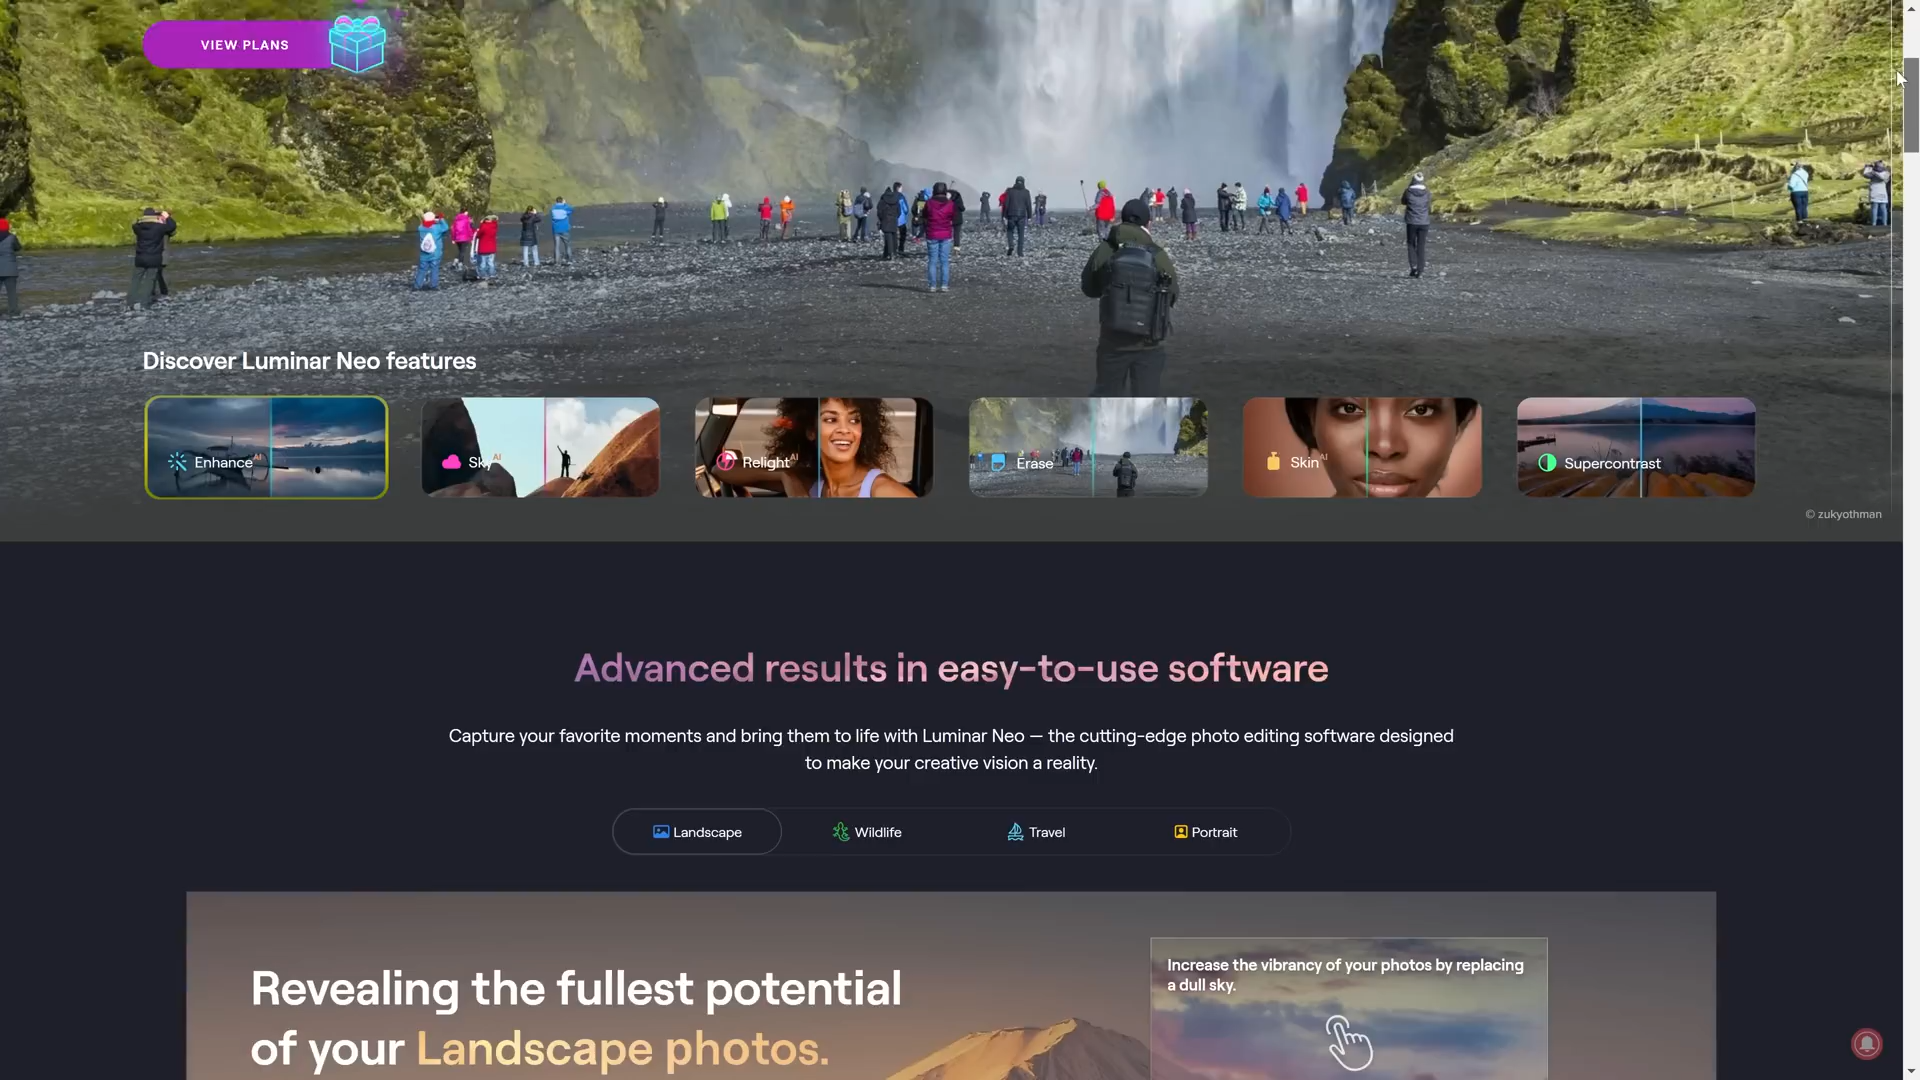 VIEW PLANS
Discover Luminar Neo features
Enhance AI
Sky AI
Relight AI
Erase
Skin AI
Supercontrast
© zukyothman
Advanced results in easy-to-use software
Capture your favorite moments and bring them to life with Luminar Neo — the cutting-edge photo editing software designed
to make your creative vision a reality.
Landscape
Wildlife
Travel
Portrait
Revealing the fullest potential
of your Landscape photos.
Increase the vibrancy of your photos by replacing
a dull sky.